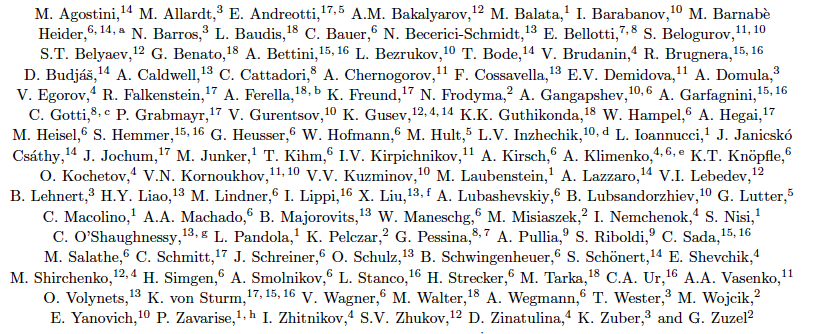 M. Agostini,14 M. Allardt,3 E. Andreotti,17, 5 A.M. Bakalyarov,12 M. Balata,1 I. Barabanov,10 M. Barnabè
Heider,6, 14, a N. Barros,3 L. Baudis,18 C. Bauer,6 N. Becerici-Schmidt,13 E. Bellotti,7, 8 S. Belogurov,11, 10
S.T. Belyaev,12 G. Benato,18 A. Bettini,15, 16 L. Bezrukov,10 T. Bode,14 V. Brudanin,4 R. Brugnera,15, 16
D. Budjáš,14 A. Caldwell,13 C. Cattadori,8 A. Chernogorov,11 F. Cossavella,13 E.V. Demidova,11 A. Domula,3
V. Egorov,4 R. Falkenstein,17 A. Ferella,18, b K. Freund,17 N. Frodyma,2 A. Gangapshev,10, 6 A. Garfagnini,15, 16
C. Gotti,8, c P. Grabmayr,17 V. Gurentsov,10 K. Gusev,12, 4, 14 K.K. Guthikonda,18 W. Hampel,6 A. Hegai,17
M. Heisel,6 S. Hemmer,15, 16 G. Heusser,6 W. Hofmann,6 M. Hult,5 L.V. Inzhechik,10, d L. Ioannucci,1 J. Janicskó
Csáthy,14 J. Jochum,17 M. Junker,1 T. Kihm,6 I.V. Kirpichnikov,11 A. Kirsch,6 A. Klimenko,4, 6, e K.T. Knöpfle,6
O. Kochetov,4 V.N. Kornoukhov,11, 10 V.V. Kuzminov,10 M. Laubenstein,1 A. Lazzaro,14 V.I. Lebedev,12
B. Lehnert,3 H.Y. Liao,13 M. Lindner,6 I. Lippi,16 X. Liu,13, f A. Lubashevskiy,6 B. Lubsandorzhiev,10 G. Lutter,5
C. Macolino,1 A.A. Machado,6 B. Majorovits,13 W. Maneschg,6 M. Misiaszek,2 I. Nemchenok,4 S. Nisi,1
C. O'Shaughnessy,13, g L. Pandola,1 K. Pelczar,2 G. Pessina,8, 7 A. Pullia,9 S. Riboldi,9 C. Sada,15, 16
M. Salathe,6 C. Schmitt,17 J. Schreiner,6 O. Schulz,13 B. Schwingenheuer,6 S. Schönert,14 E. Shevchik,4
M. Shirchenko,12, 4 H. Simgen,6 A. Smolnikov,6 L. Stanco,16 H. Strecker,6 M. Tarka,18 C.A. Ur,16 A.A. Vasenko,11
O. Volynets,13 K. von Sturm,17, 15, 16 V. Wagner,6 M. Walter,18 A. Wegmann,6 T. Wester,3 M. Wojcik,2
E. Yanovich,10 P. Zavarise,1, h I. Zhitnikov,4 S.V. Zhukov,12 D. Zinatulina,4 K. Zuber,3 and G. Zuzel2